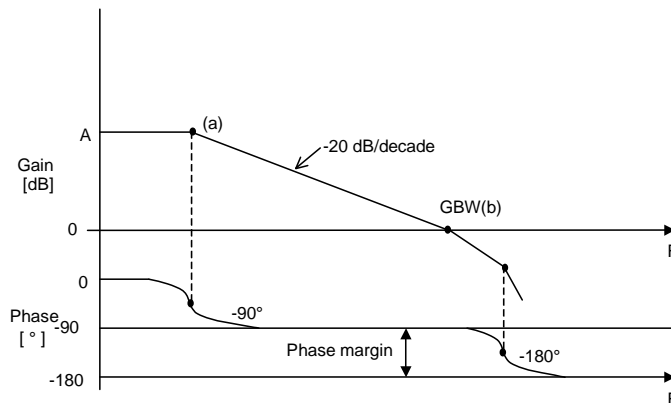 (a)
A
-20 dB/decade
Gain
[dB]
GBW(b)
0
F
0
Phase
-90°
-90
[ ° ]
Phase margin
-180°
-180
F